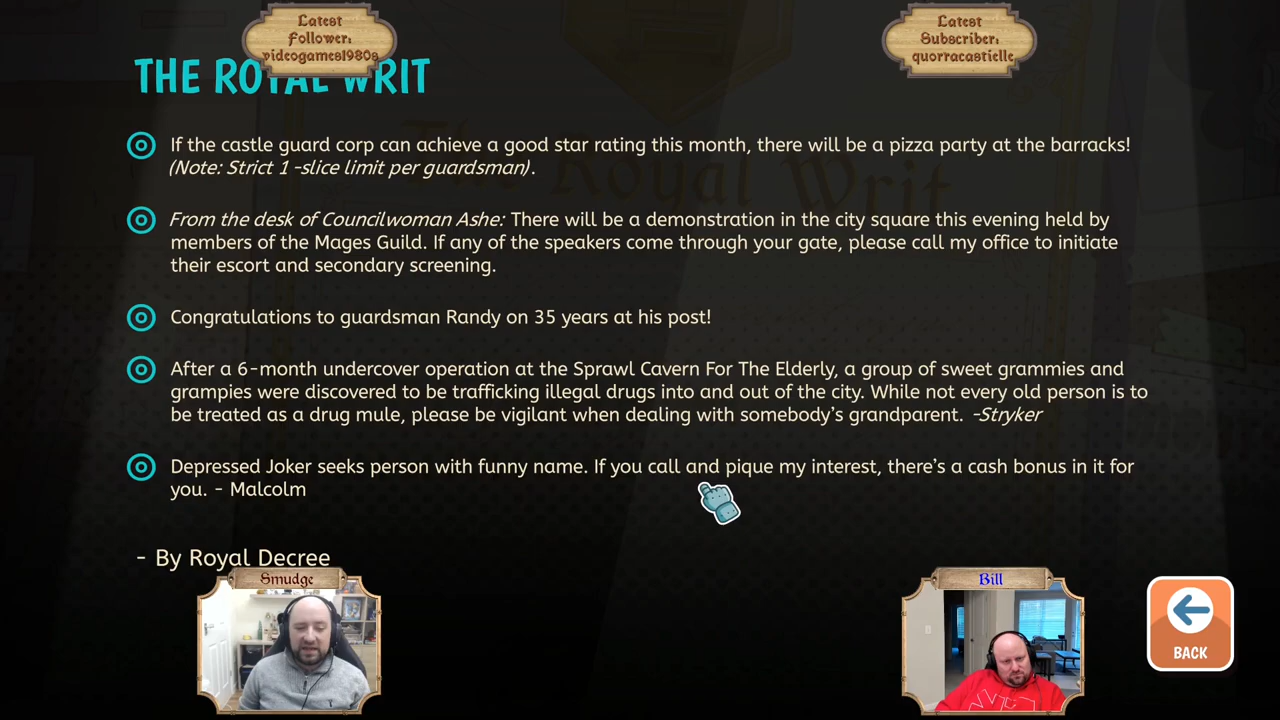 Latest
Follower:
videogames1980s
Latest
Subscriber:
quorracastielle
THE ROYAL WRIT
If the castle guard corp can achieve a good star rating this month, there will be a pizza party at the barracks!
(Note: Strict 1 -slice limit per guardsman).
From the desk of Councilwoman Ashe: There will be a demonstration in the city square this evening held by
members of the Mages Guild. If any of the speakers come through your gate, please call my office to initiate
their escort and secondary screening.
Congratulations to guardsman Randy on 35 years at his post!
After a 6-month undercover operation at the Sprawl Cavern For The Elderly, a group of sweet grammies and
grampies were discovered to be trafficking illegal drugs into and out of the city. While not every old person is to
be treated as a drug mule, please be vigilant when dealing with somebody's grandparent. -Stryker
Depressed Joker seeks person with funny name. If you call and pique my interest, there's a cash bonus in it for
you. - Malcolm
- By Royal Decree
Smudge
Bill
BACK
The Royal Writ